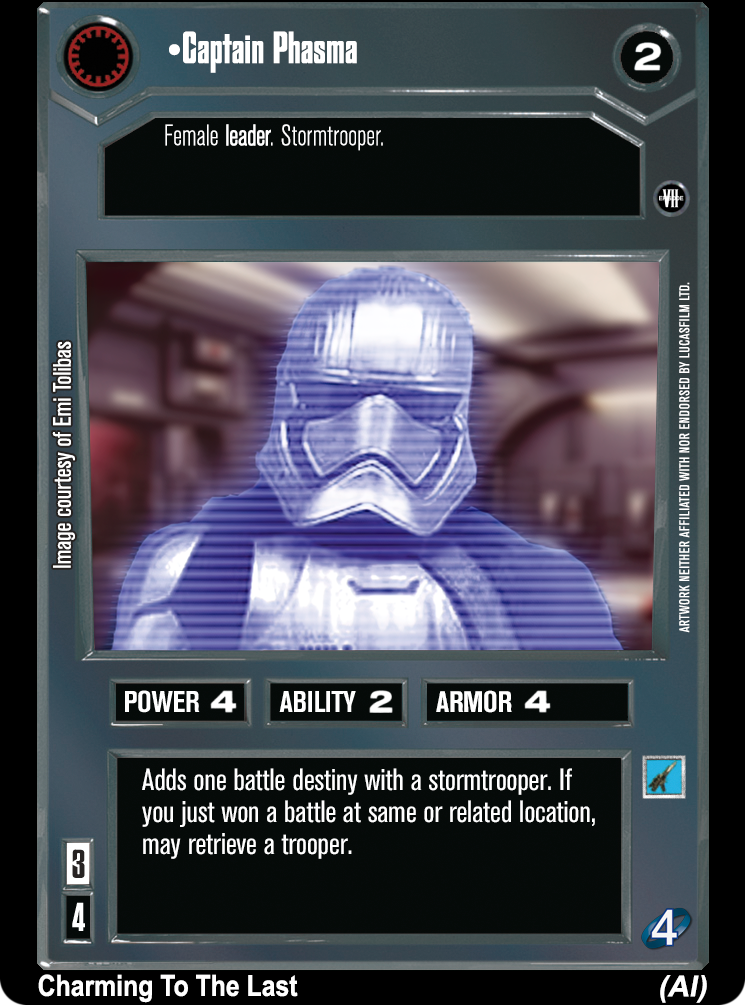 •Captain Phasma
2
Female leader. Stormtrooper.
EPISODE VII
Image courtesy of Emi Tolibas
ARTWORK NEITHER AFFILIATED WITH NOR ENDORSED BY LUCASFILM LTD.
POWER 4
ABILITY 2
ARMOR 4
Adds one battle destiny with a stormtrooper. If
you just won a battle at same or related location,
may retrieve a trooper.
3
4
4
Charming To The Last
(AI)